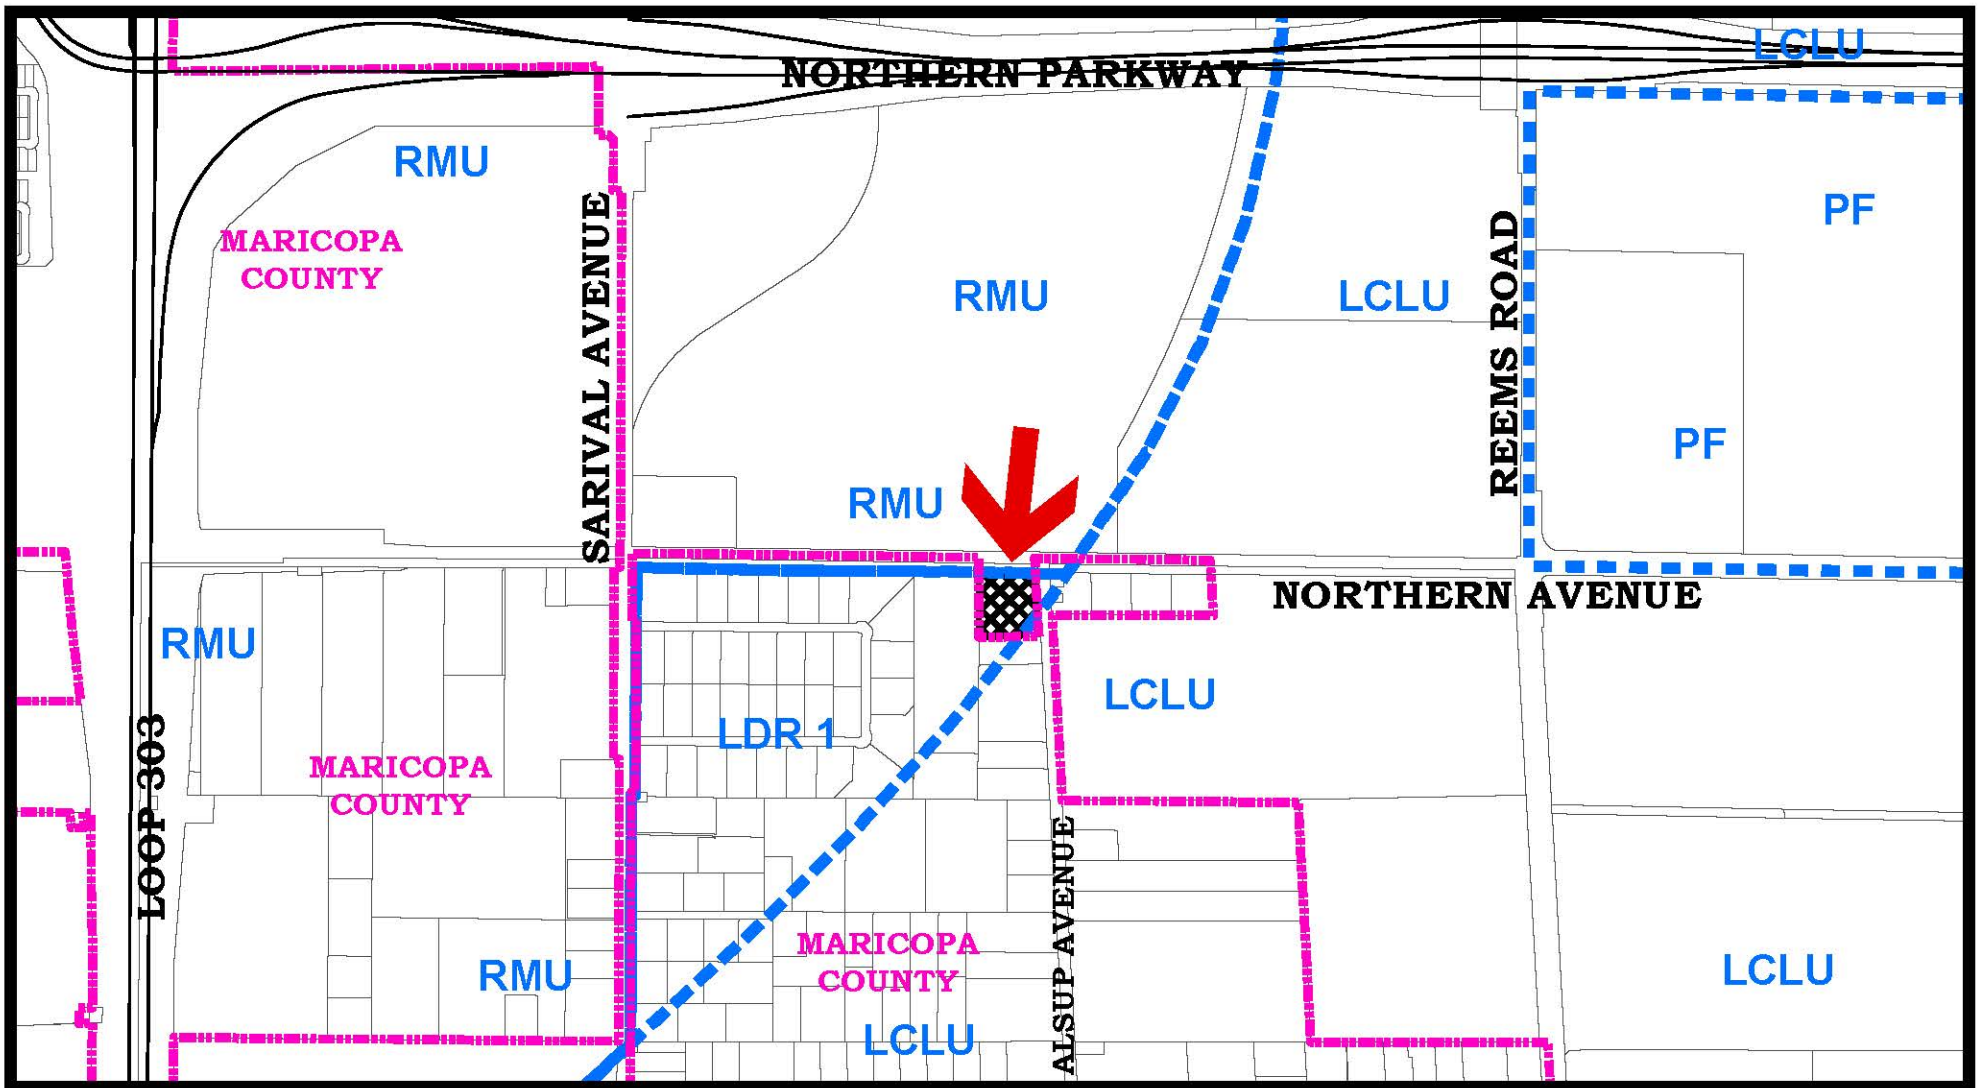 LCLU
NORTHERN PARKWAY
RMU
PF
SARIVAL AVENUE
REEMS ROAD
MARICOPA
COUNTY
RMU
LCLU
PF
RMU
NORTHERN AVENUE
RMU
LCLU
LOOP 303
LDR 1
MARICOPA
COUNTY
ALSUP AVENUE
MARICOPA
COUNTY
RMU
LCLU
LCLU